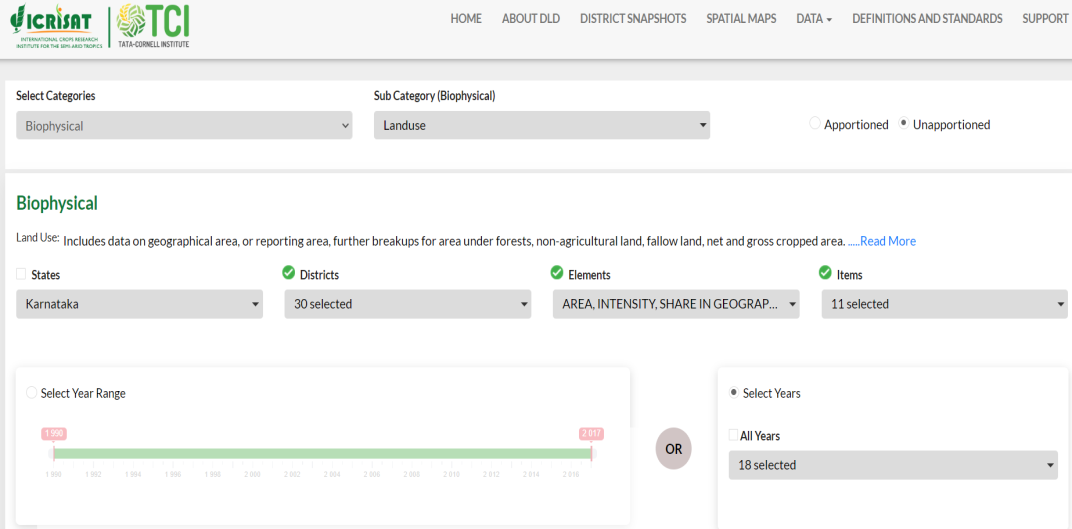 ICRISAT
INTERNATIONAL CROPS RESEARCH
INSTITUTE FOR THE SEMI-ARID TROPICS
TCI
TATA-CORNELL INSTITUTE
HOME ABOUT DLD DISTRICT SNAPSHOTS SPATIAL MAPS DATA DEFINITIONS AND STANDARDS SUPPORT
Select Categories
Sub Category (Biophysical)
Biophysical
Landuse
Apportioned Unapportioned
Biophysical
Land Use: Includes data on geographical area, or reporting area, further breakups for area under forests, non-agricultural land, fallow land, net and gross cropped area. .....Read More
States Districts Elements Items
Karnataka 30 selected AREA, INTENSITY, SHARE IN GEOGRAP... 11 selected
Select Year Range
1 990 2 017
1 990 1 992 1 994 1 996 1 998 2 000 2 002 2 004 2 006 2 008 2 010 2 012 2 014 2 016
OR
Select Years
All Years
18 selected